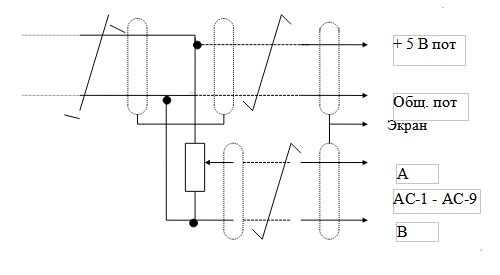 + 5 В пот
Общ. пот
Экран
А
АС-1 - АС-9
В